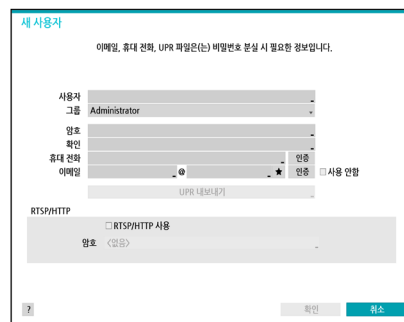 새 사용자
이메일, 휴대 전화, UPR 파일은(는) 비밀번호 분실 시 필요한 정보입니다.
사용자
그룹 Administrator
암호
확인
휴대 전화 인증
이메일 @ ★ 인증 사용 안함
UPR 내보내기
RTSP/HTTP
RTSP/HTTP 사용
암호 <없음>
? 확인 취소